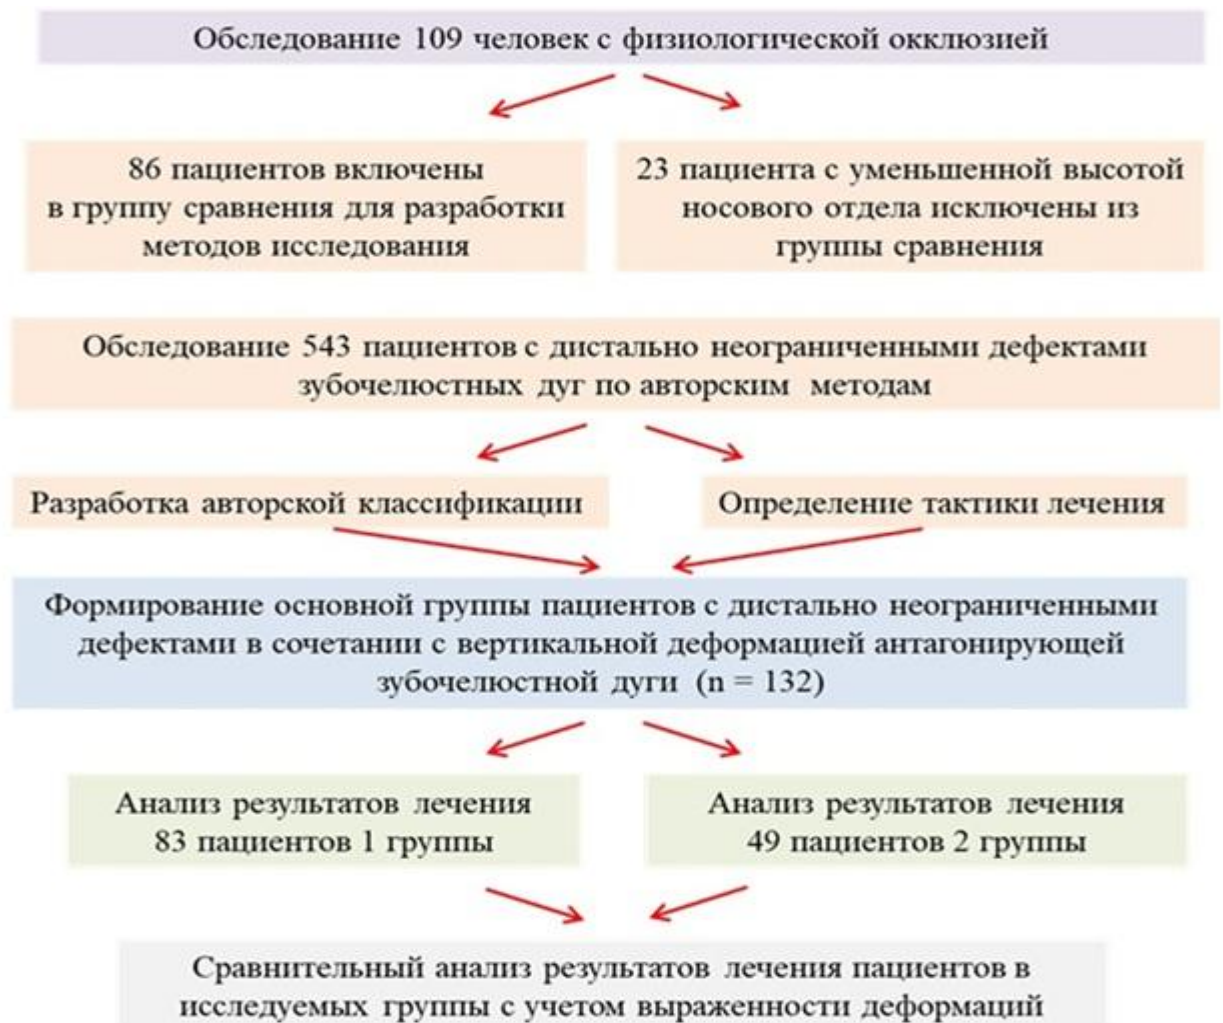 Обследование 109 человек с физиологической окклюзией
86 пациентов включены
в группу сравнения для разработки
методов исследования
23 пациента с уменьшенной высотой
носового отдела исключены из
группы сравнения
Обследование 543 пациентов с дистально неограниченными дефектами
зубочелюстных дуг по авторским методам
Разработка авторской классификации
Определение тактики лечения
Формирование основной группы пациентов с дистально неограниченными
дефектами в сочетании с вертикальной деформацией антагонирующей
зубочелюстной дуги (n = 132)
Анализ результатов лечения
83 пациентов 1 группы
Анализ результатов лечения
49 пациентов 2 группы
Сравнительный анализ результатов лечения пациентов в
исследуемых группы с учетом выраженности деформаций